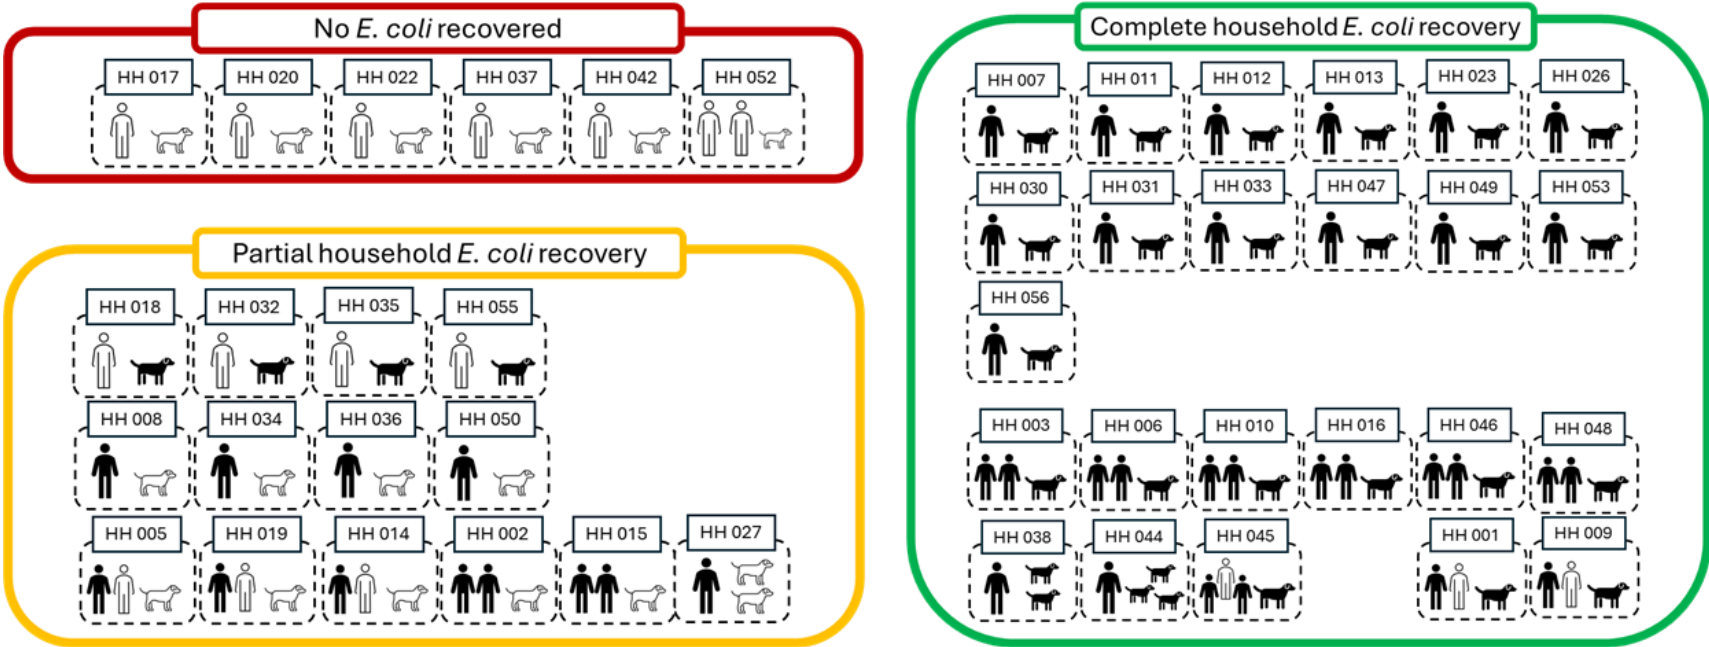 No E. coli recovered
HH 017 HH 020 HH 022 HH 037 HH 042 HH 052
Partial household E. coli recovery
HH 018 HH 032 HH 035 HH 055
HH 008 HH 034 HH 036 HH 050
HH 005 HH 019 HH 014 HH 002 HH 015 HH 027
Complete household E. coli recovery
HH 007 HH 011 HH 012 HH 013 HH 023 HH 026
HH 030 HH 031 HH 033 HH 047 HH 049 HH 053
HH 056
HH 003 HH 006 HH 010 HH 016 HH 046 HH 048
HH 038 HH 044 HH 045 HH 001 HH 009